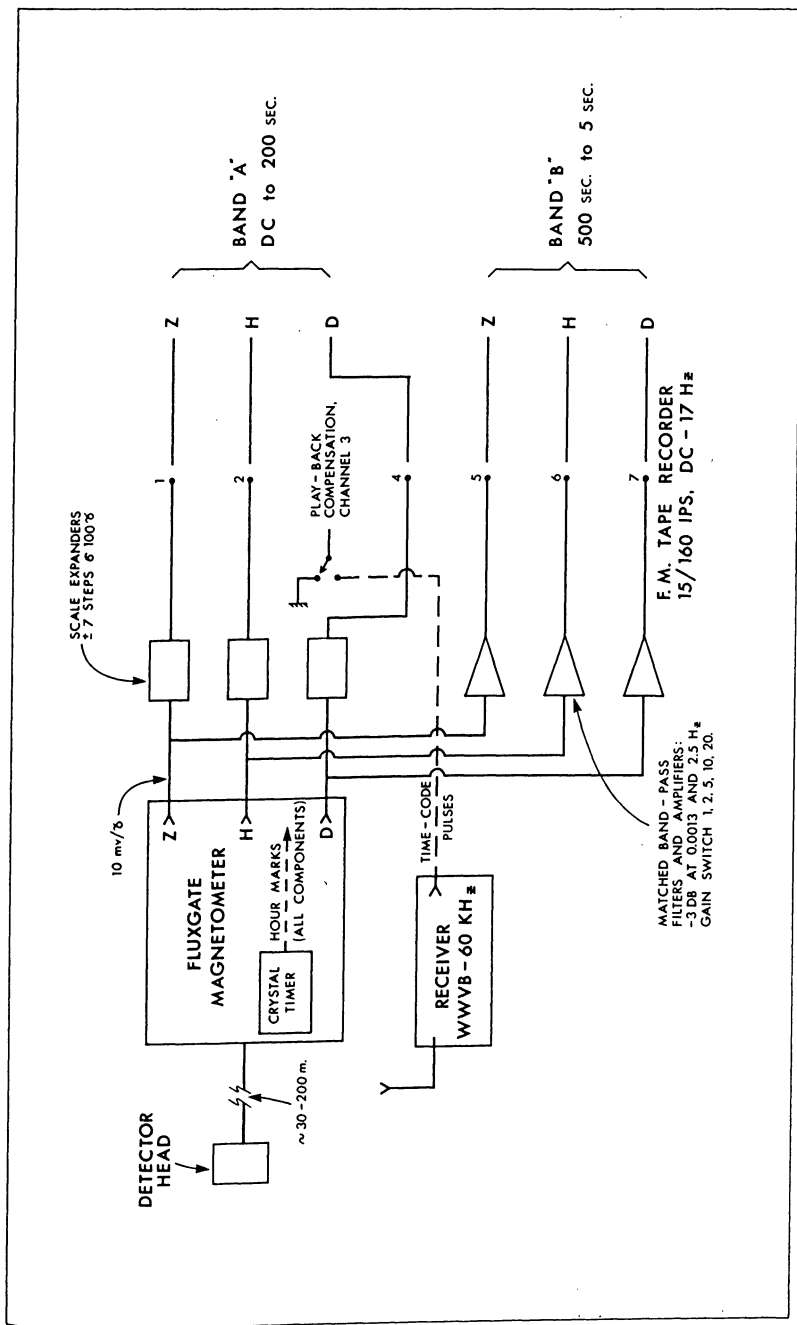 DETECTOR
HEAD
~ 30-200 m.
FLUXGATE
MAGNETOMETER
CRYSTAL
TIMER
HOUR MARKS
(ALL COMPONENTS)
Z
H
D
10 mv/γ
SCALE EXPANDERS
± 7 STEPS б 100 γ
RECEIVER
WWVB-60 KHz
TIME-CODE
PULSES
PLAY-BACK
COMPENSATION,
CHANNEL 3
1
2
4
5
6
7
Z
H
D
BAND "A"
DC to 200 SEC.
Z
H
D
BAND "B"
500 SEC. to 5 SEC.
MATCHED BAND-PASS
FILTERS AND AMPLIFIERS:
-3 DB AT 0.0013 AND 2.5 Hz
GAIN SWITCH 1, 2, 5, 10, 20.
F.M. TAPE RECORDER
15/160 IPS, DC-17 Hz